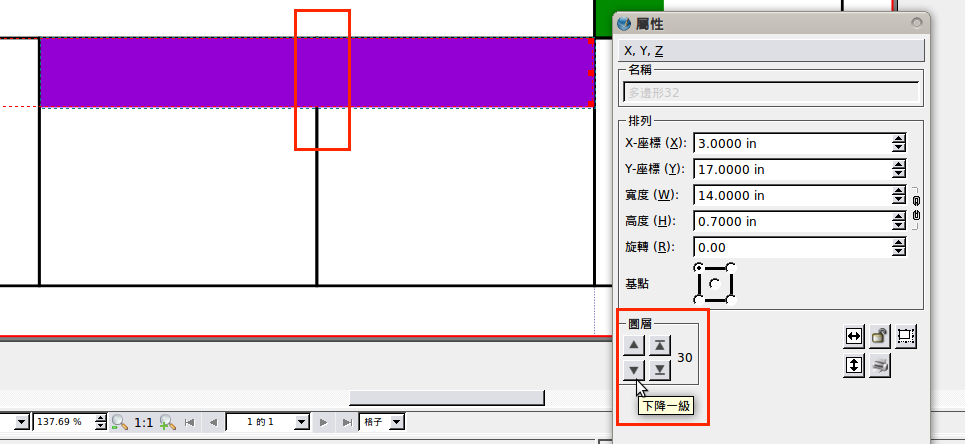 屬性
X, Y, Z
名稱
多邊形32
排列
X-座標 (X): 3.0000 in
Y-座標 (Y): 17.0000 in
寬度 (W): 14.0000 in
高度 (H): 0.7000 in
旋轉 (R): 0.00
基點
圖層
30
下降一級
137.69 % 1:1 1 的 1 格子